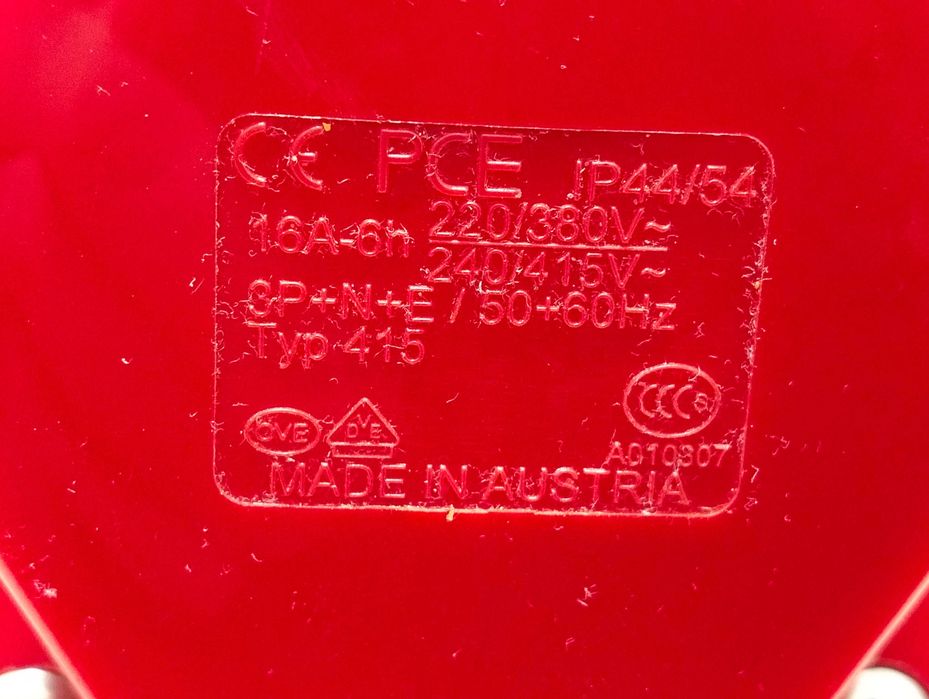 CE PCE IP44/54
16A-6h 220/380V~
240/415V~
3P+N+E / 50+60Hz
Typ 415
ÖVE DVE CCC S
A010307
MADE IN AUSTRIA